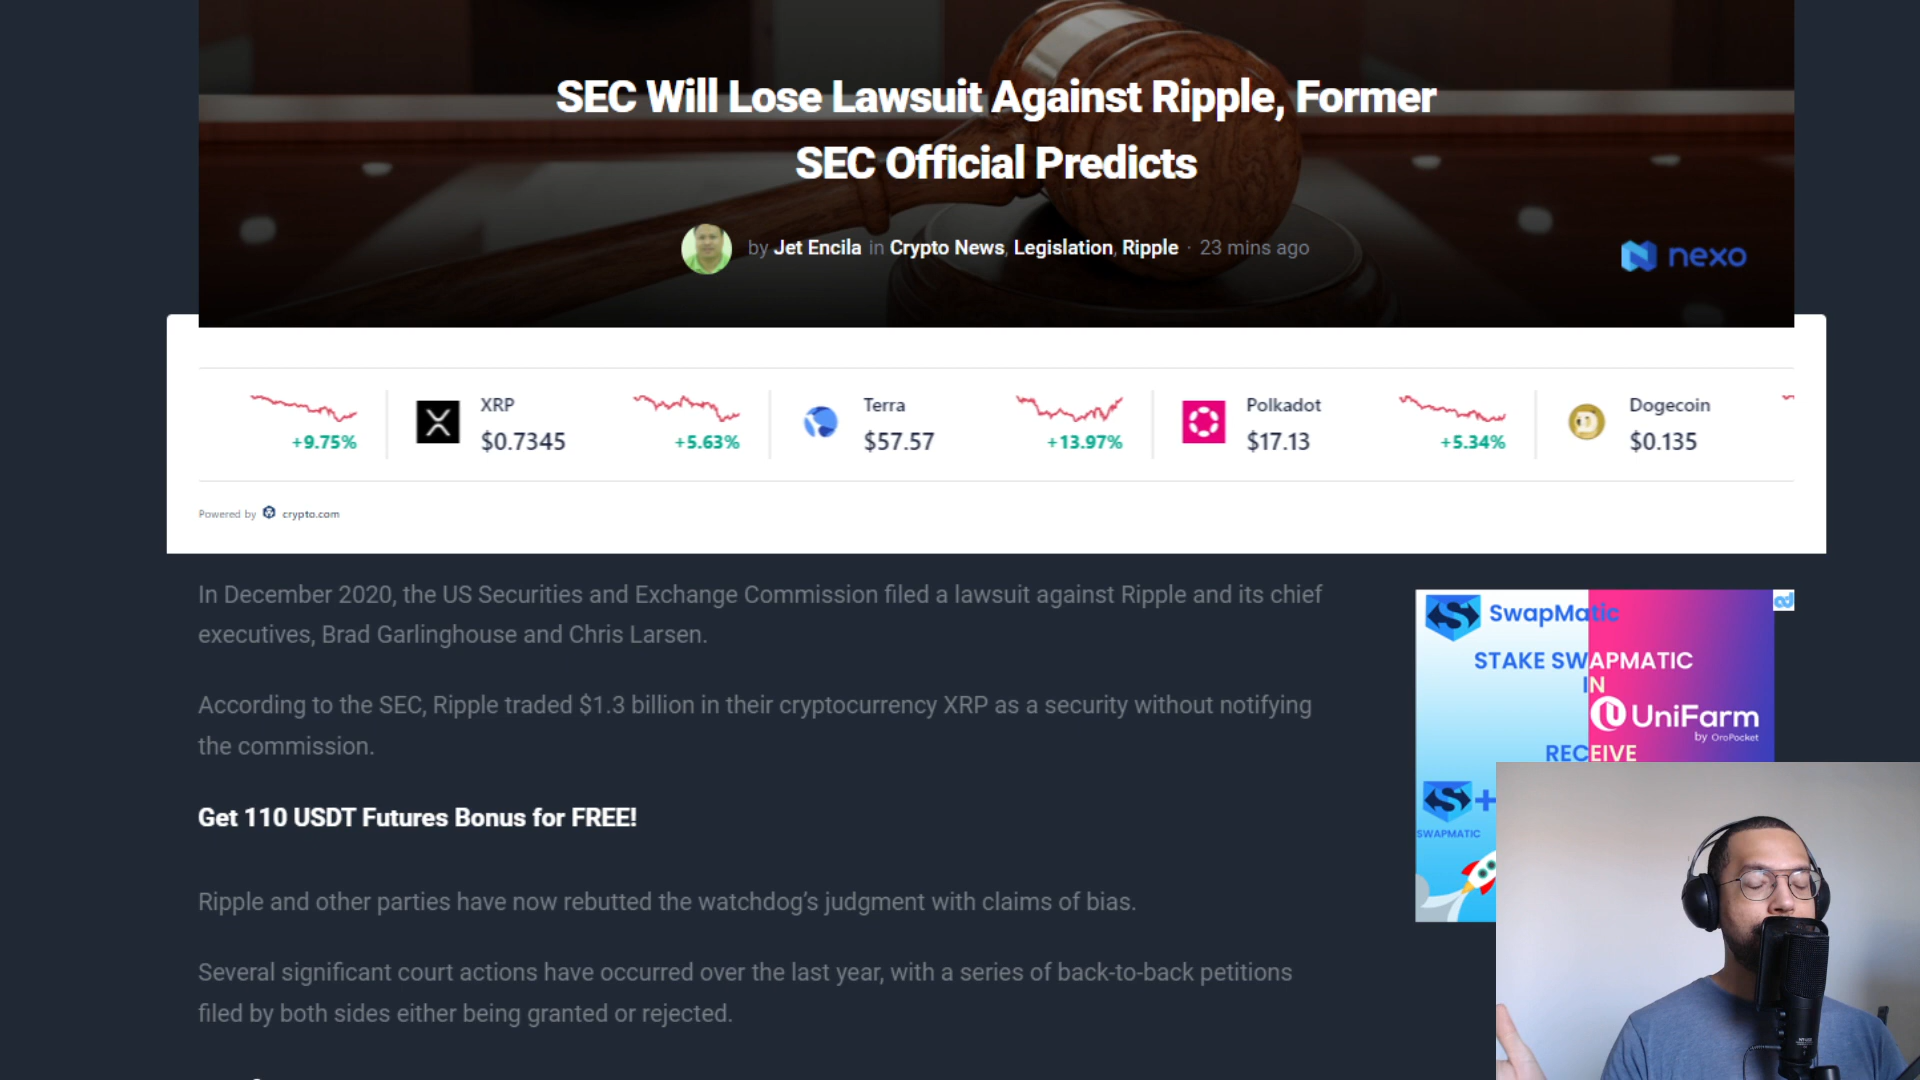 SEC Will Lose Lawsuit Against Ripple, Former
SEC Official Predicts
by Jet Encila in Crypto News, Legislation, Ripple · 23 mins ago
nexo
+9.75%
XRP
$0.7345
+5.63%
Terra
$57.57
+13.97%
Polkadot
$17.13
+5.34%
Dogecoin
$0.135
Powered by crypto.com
In December 2020, the US Securities and Exchange Commission filed a lawsuit against Ripple and its chief
executives, Brad Garlinghouse and Chris Larsen.
According to the SEC, Ripple traded $1.3 billion in their cryptocurrency XRP as a security without notifying
the commission.
Get 110 USDT Futures Bonus for FREE!
Ripple and other parties have now rebutted the watchdog’s judgment with claims of bias.
Several significant court actions have occurred over the last year, with a series of back-to-back petitions
filed by both sides either being granted or rejected.
ad
SwapMatic
STAKE SWAPMATIC
IN
UniFarm
by OroPocket
RECEIVE
+
SWAPMATIC